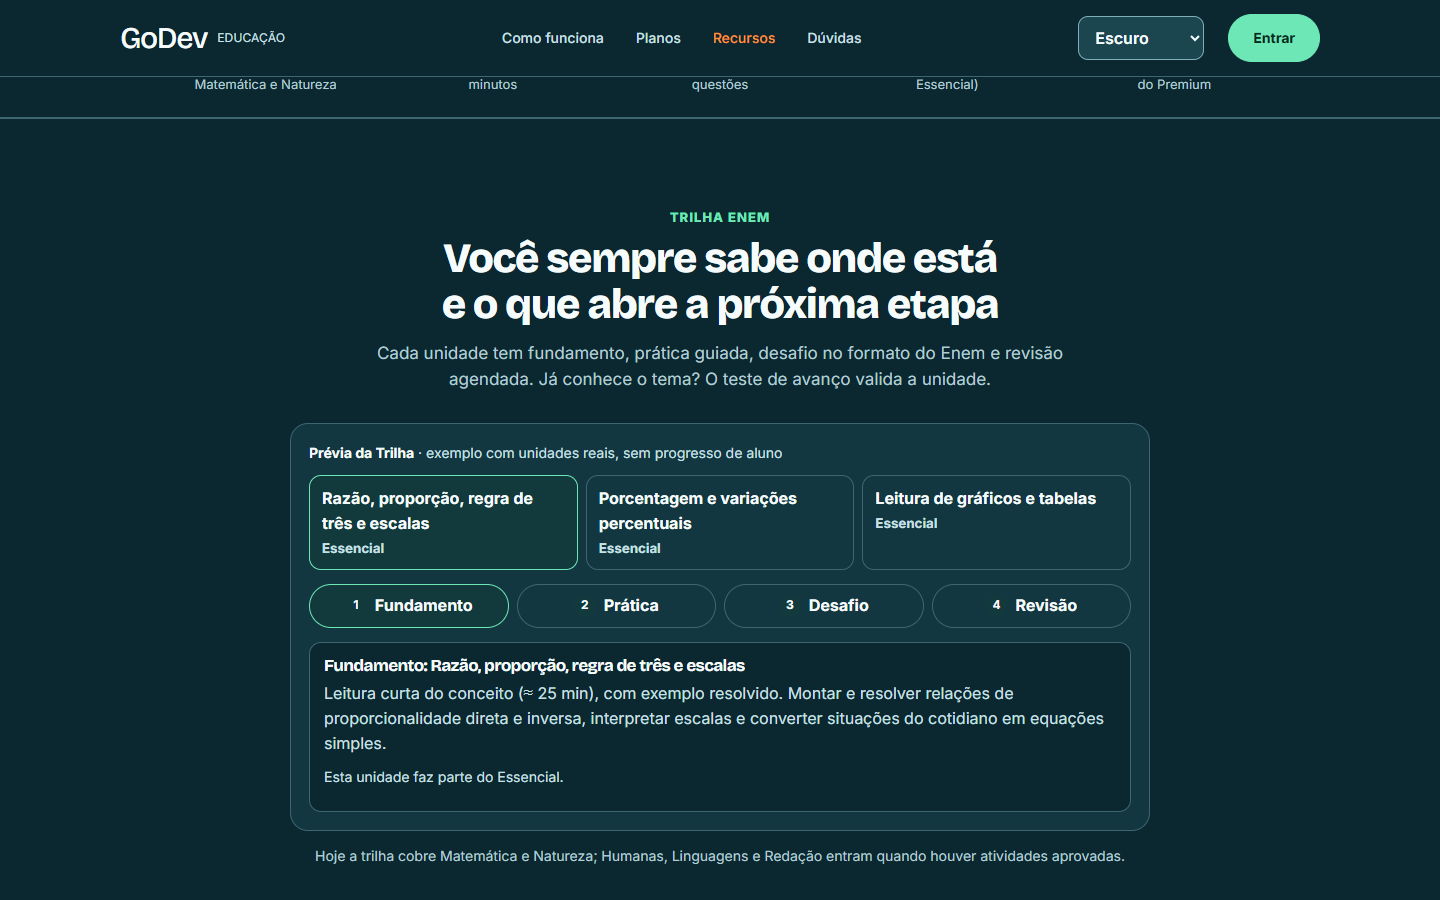 GoDev EDUCAÇÃO Como funciona Planos Recursos Dúvidas Escuro Entrar
Matemática e Natureza minutos questões Essencial) do Premium
TRILHA ENEM
Você sempre sabe onde está
e o que abre a próxima etapa
Cada unidade tem fundamento, prática guiada, desafio no formato do Enem e revisão
agendada. Já conhece o tema? O teste de avanço valida a unidade.
Prévia da Trilha · exemplo com unidades reais, sem progresso de aluno
Razão, proporção, regra de
três e escalas
Essencial
Porcentagem e variações
percentuais
Essencial
Leitura de gráficos e tabelas
Essencial
1 Fundamento
2 Prática
3 Desafio
4 Revisão
Fundamento: Razão, proporção, regra de três e escalas
Leitura curta do conceito (≈ 25 min), com exemplo resolvido. Montar e resolver relações de
proporcionalidade direta e inversa, interpretar escalas e converter situações do cotidiano em equações
simples.
Esta unidade faz parte do Essencial.
Hoje a trilha cobre Matemática e Natureza; Humanas, Linguagens e Redação entram quando houver atividades aprovadas.